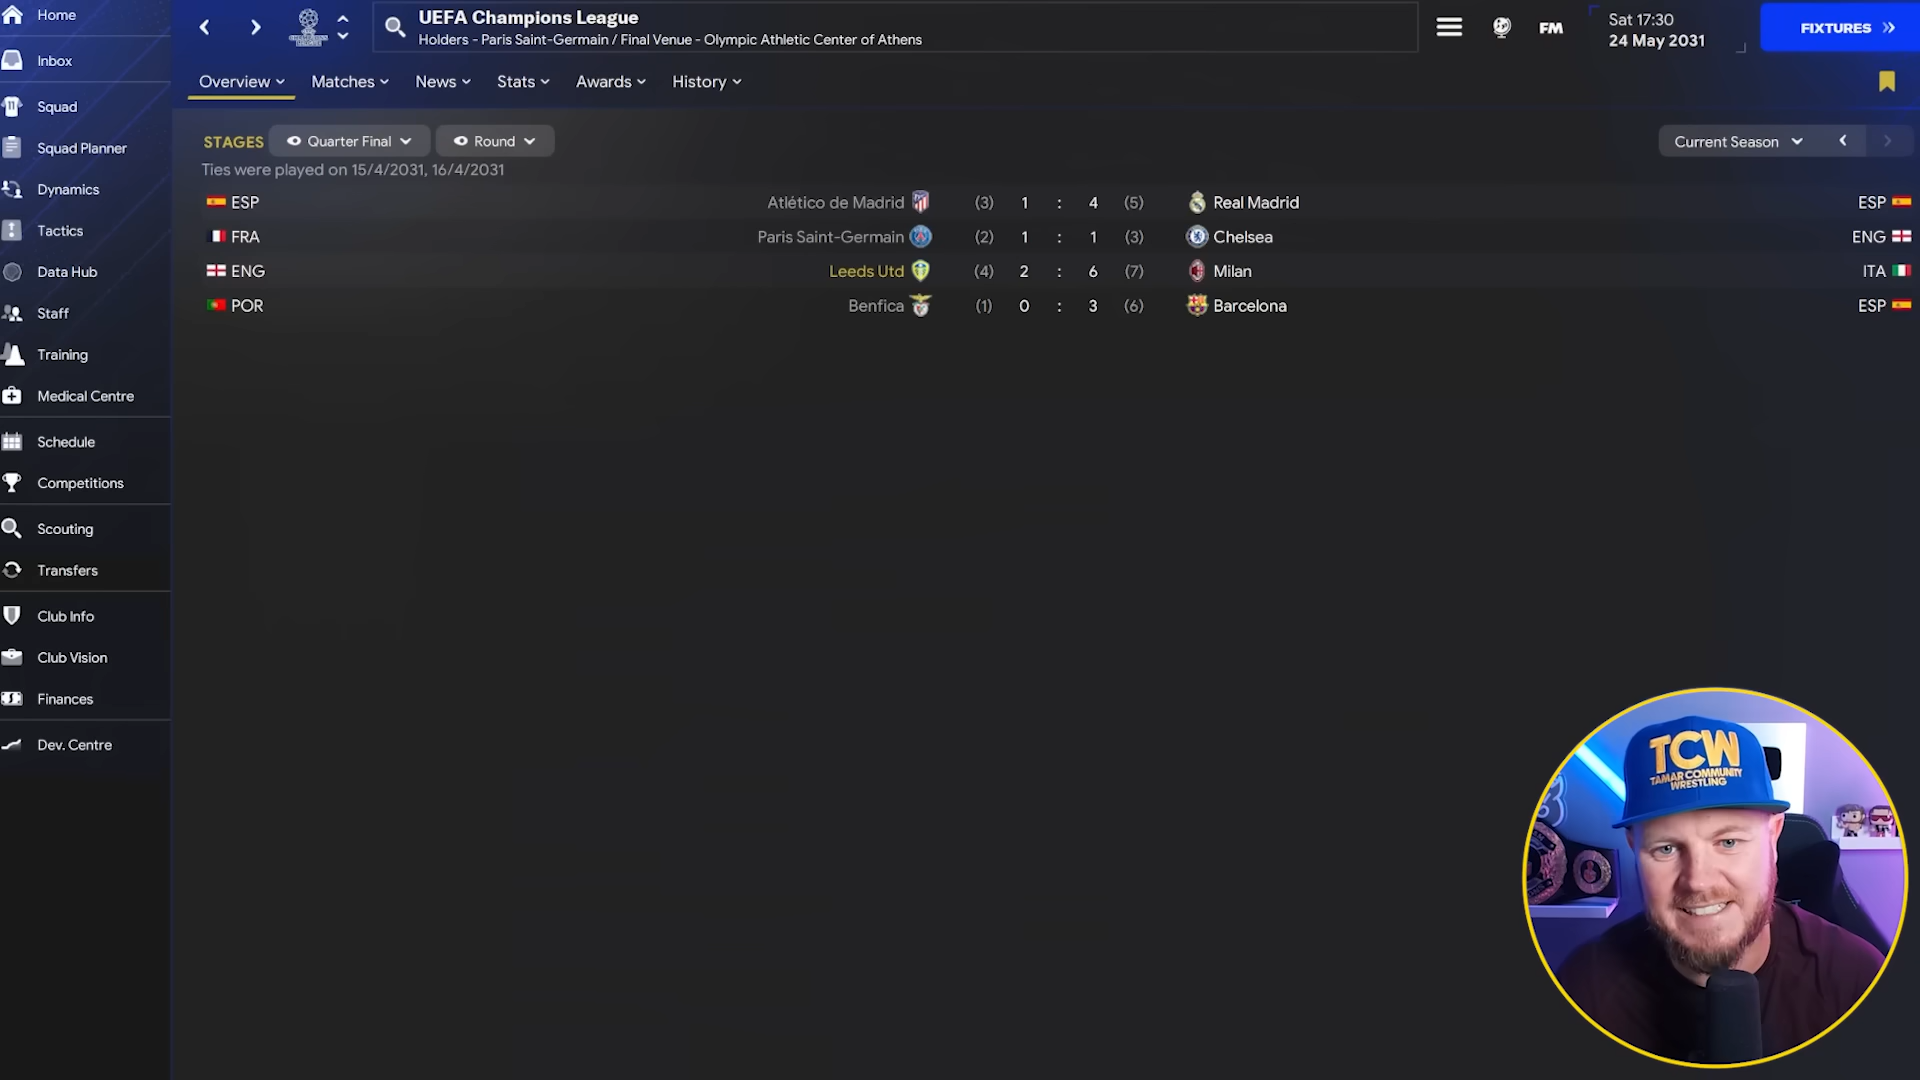 Home
Inbox
Squad
Squad Planner
Dynamics
Tactics
Data Hub
Staff
Training
Medical Centre
Schedule
Competitions
Scouting
Transfers
Club Info
Club Vision
Finances
Dev. Centre
CHAMPIONS LEAGUE
UEFA Champions League
Holders - Paris Saint-Germain / Final Venue - Olympic Athletic Center of Athens
FM
Sat 17:30
24 May 2031
FIXTURES
Overview Matches News Stats Awards History
STAGES Quarter Final Round Current Season
Ties were played on 15/4/2031, 16/4/2031
ESP Atlético de Madrid (3) 1 : 4 (5) Real Madrid ESP
FRA Paris Saint-Germain (2) 1 : 1 (3) Chelsea ENG
ENG Leeds Utd (4) 2 : 6 (7) Milan ITA
POR Benfica (1) 0 : 3 (6) Barcelona ESP
TCW
TAMAR COMMUNITY
WRESTLING